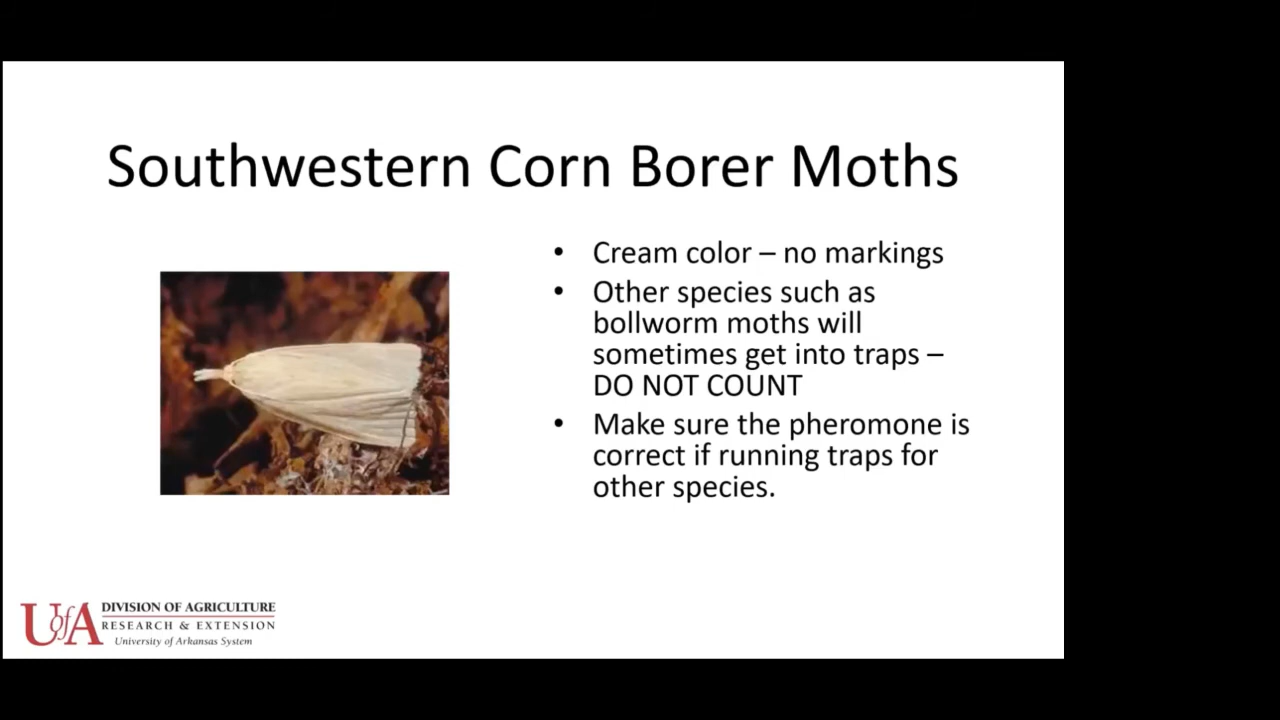 Southwestern Corn Borer Moths
• Cream color – no markings
• Other species such as
bollworm moths will
sometimes get into traps –
DO NOT COUNT
• Make sure the pheromone is
correct if running traps for
other species.
UofA DIVISION OF AGRICULTURE
RESEARCH & EXTENSION
University of Arkansas System